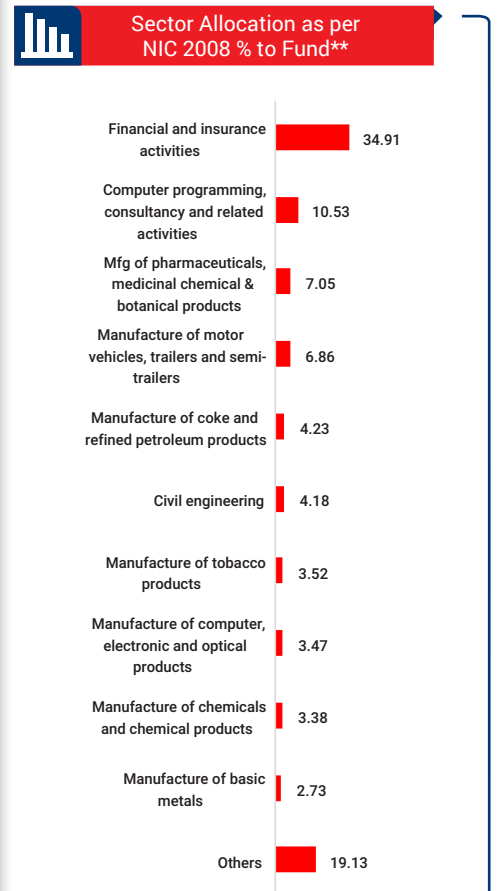 Sector Allocation as per
NIC 2008 % to Fund**
Financial and insurance
activities
34.91
Computer programming,
consultancy and related
activities
10.53
Mfg of pharmaceuticals,
medicinal chemical &
botanical products
7.05
Manufacture of motor
vehicles, trailers and semi-
trailers
6.86
Manufacture of coke and
refined petroleum products
4.23
Civil engineering
4.18
Manufacture of tobacco
products
3.52
Manufacture of computer,
electronic and optical
products
3.47
Manufacture of chemicals
and chemical products
3.38
Manufacture of basic
metals
2.73
Others
19.13